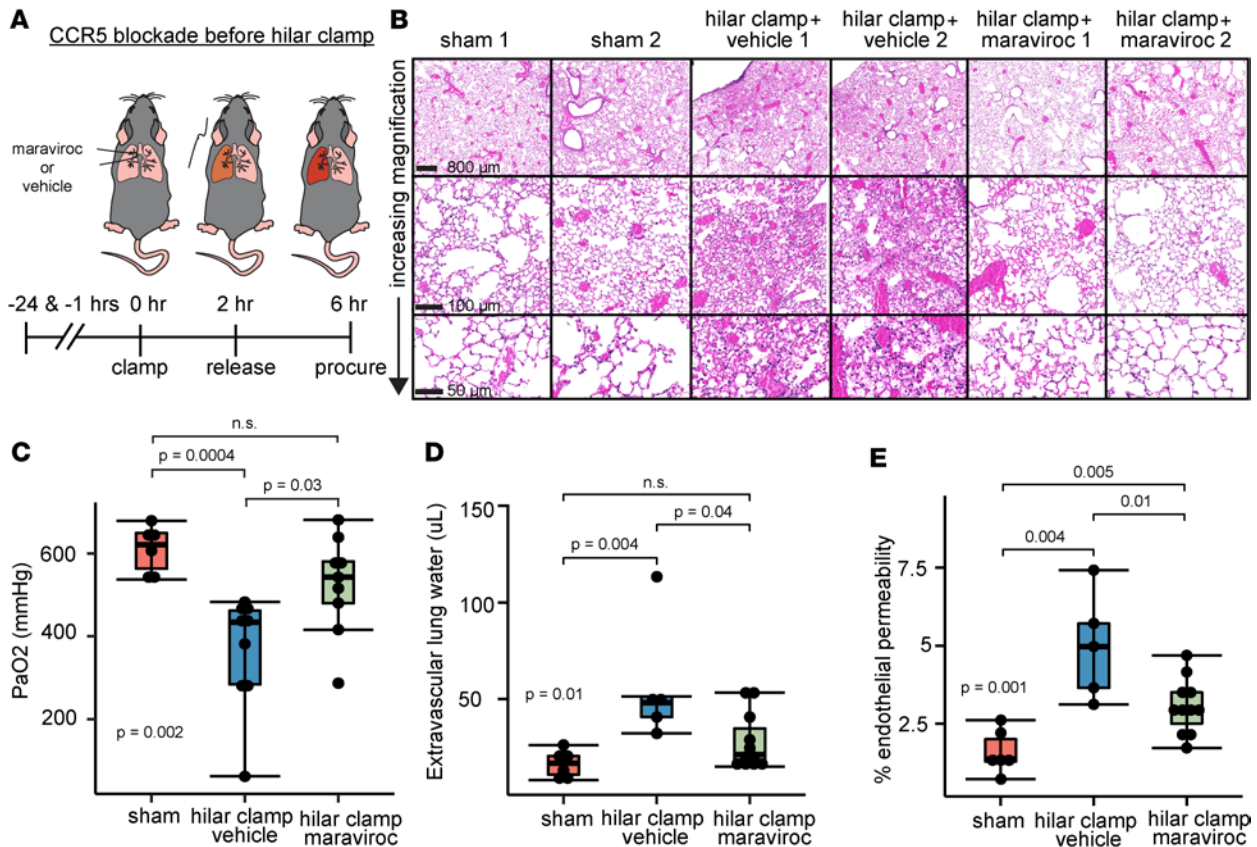 A
CCR5 blockade before hilar clamp
maraviroc
or
vehicle
-24 & -1 hrs 0 hr 2 hr 6 hr
clamp release procure
B
sham 1 sham 2 hilar clamp+ vehicle 1 hilar clamp+ vehicle 2 hilar clamp+ maraviroc 1 hilar clamp+ maraviroc 2
increasing magnification
800 µm
100 µm
50 µm
C
n.s.
p = 0.0004
p = 0.03
PaO2 (mmHg)
600
400
200
p = 0.002
sham hilar clamp vehicle hilar clamp maraviroc
D
n.s.
p = 0.04
p = 0.004
Extravascular lung water (uL)
150
100
50
p = 0.01
sham hilar clamp vehicle hilar clamp maraviroc
E
0.005
0.01
0.004
% endothelial permeability
7.5
5
2.5
p = 0.001
sham hilar clamp vehicle hilar clamp maraviroc